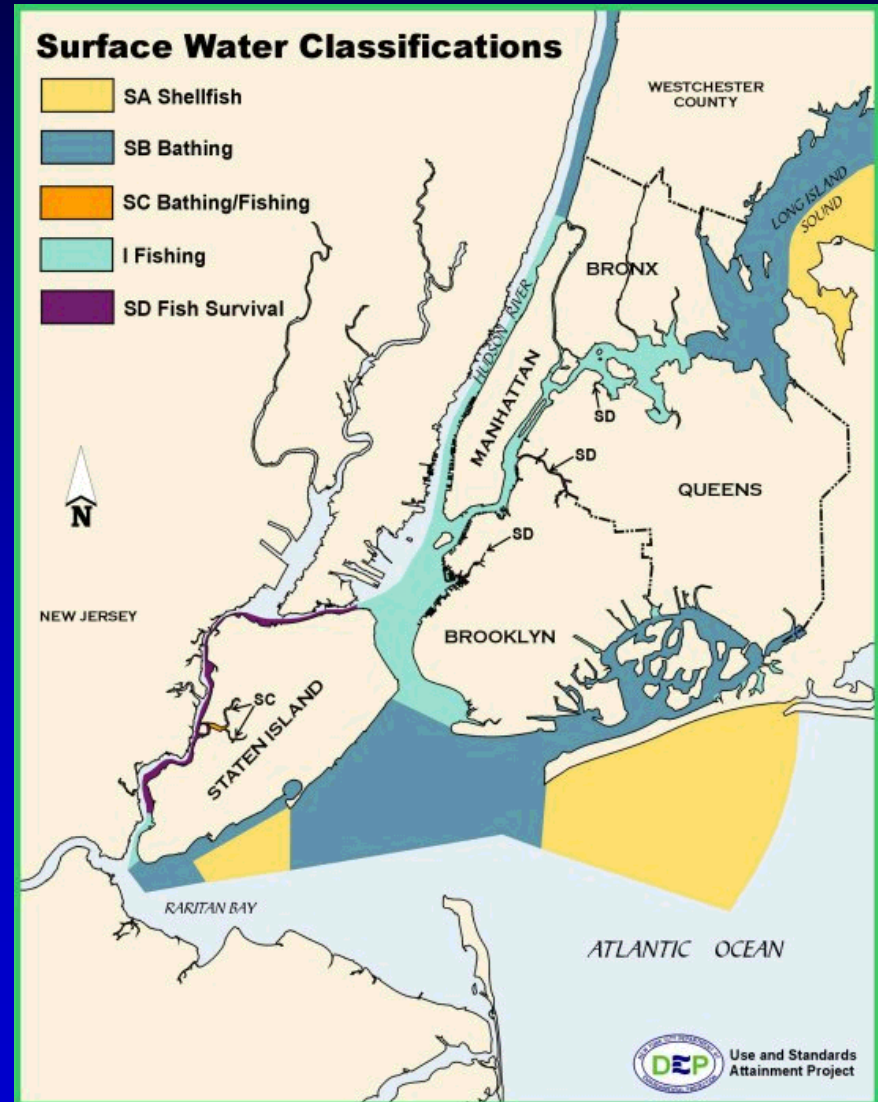 Surface Water Classifications
SA Shellfish
SB Bathing
SC Bathing/Fishing
I Fishing
SD Fish Survival
WESTCHESTER
COUNTY
LONG ISLAND
SOUND
BRONX
HUDSON RIVER
MANHATTAN
SD
SD
QUEENS
SD
N
NEW JERSEY
BROOKLYN
SC
STATEN ISLAND
RARITAN BAY
ATLANTIC OCEAN
DEP
Use and Standards
Attainment Project